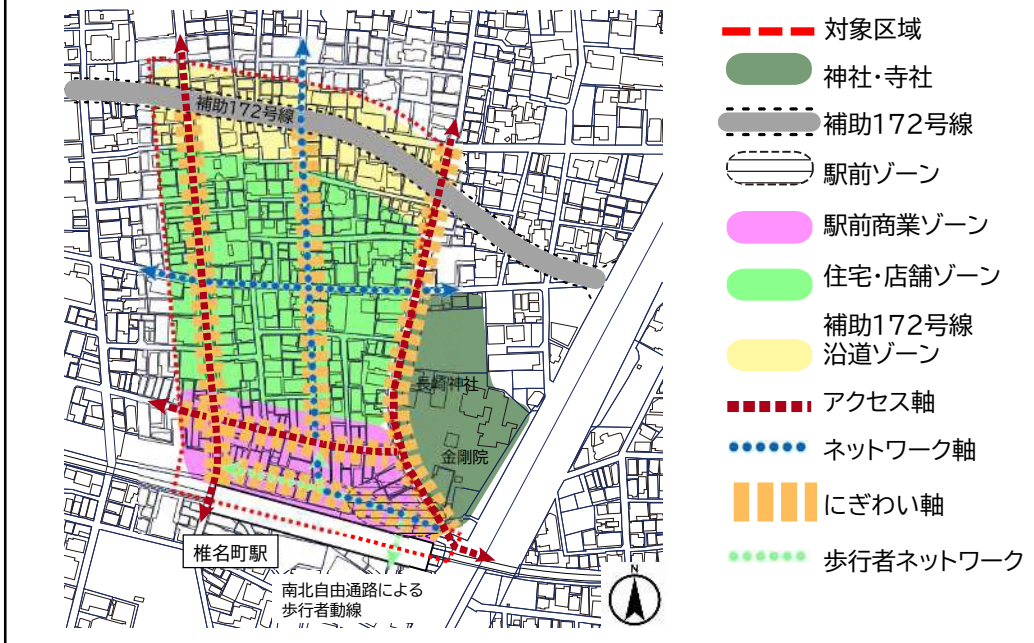 補助172号線
長崎神社
金剛院
椎名町駅
南北自由通路による
歩行者動線
N
対象区域
神社・寺社
補助172号線
駅前ゾーン
駅前商業ゾーン
住宅・店舗ゾーン
補助172号線
沿道ゾーン
アクセス軸
ネットワーク軸
にぎわい軸
歩行者ネットワーク